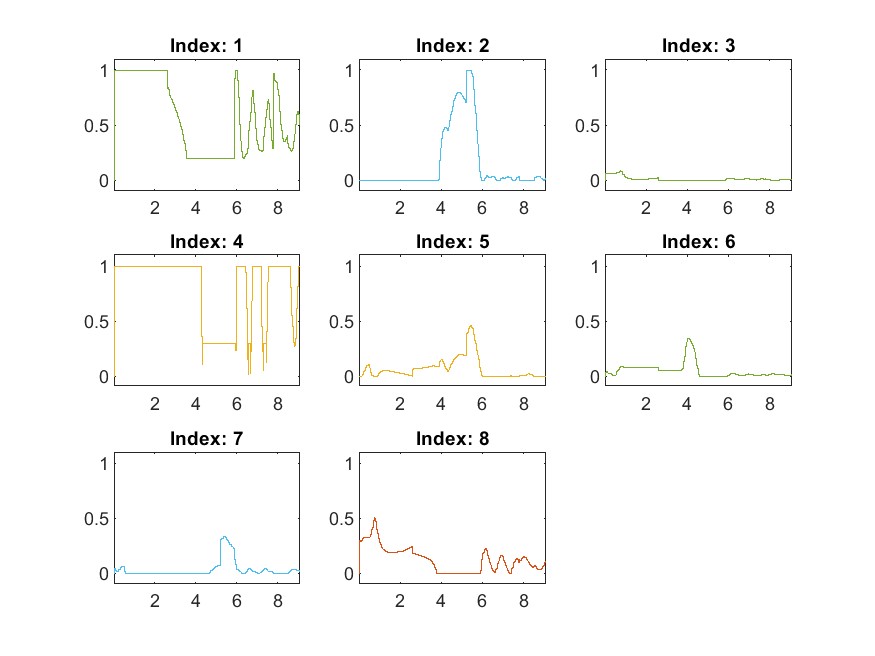 Index: 1 Index: 2 Index: 3
1 1 1
0.5 0.5 0.5
0 0 0
2 4 6 8 2 4 6 8 2 4 6 8
Index: 4 Index: 5 Index: 6
1 1 1
0.5 0.5 0.5
0 0 0
2 4 6 8 2 4 6 8 2 4 6 8
Index: 7 Index: 8
1 1
0.5 0.5
0 0
2 4 6 8 2 4 6 8